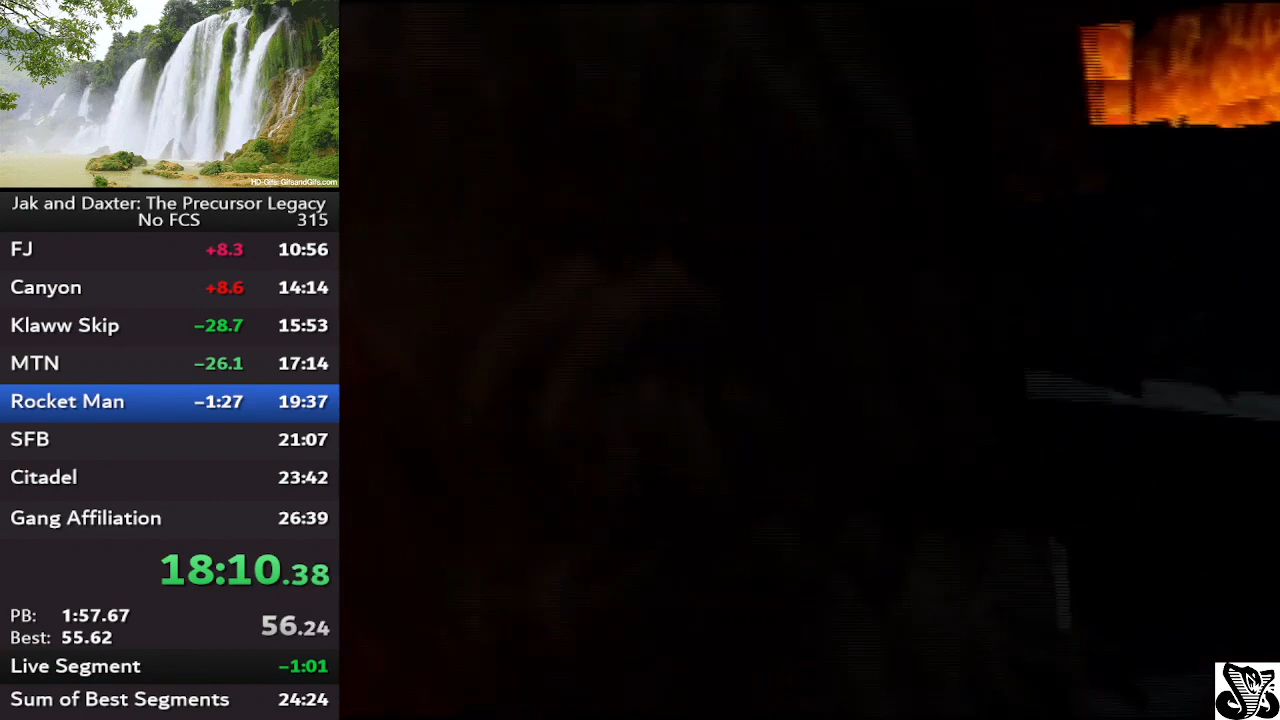 HD-Gifs: GifsandGifs.com
Jak and Daxter: The Precursor Legacy
No FCS 315
FJ +8.3 10:56
Canyon +8.6 14:14
Klaww Skip −28.7 15:53
MTN −26.1 17:14
Rocket Man −1:27 19:37
SFB 21:07
Citadel 23:42
Gang Affiliation 26:39
18:10.38
PB: 1:57.67
Best: 55.62
56.24
Live Segment −1:01
Sum of Best Segments 24:24